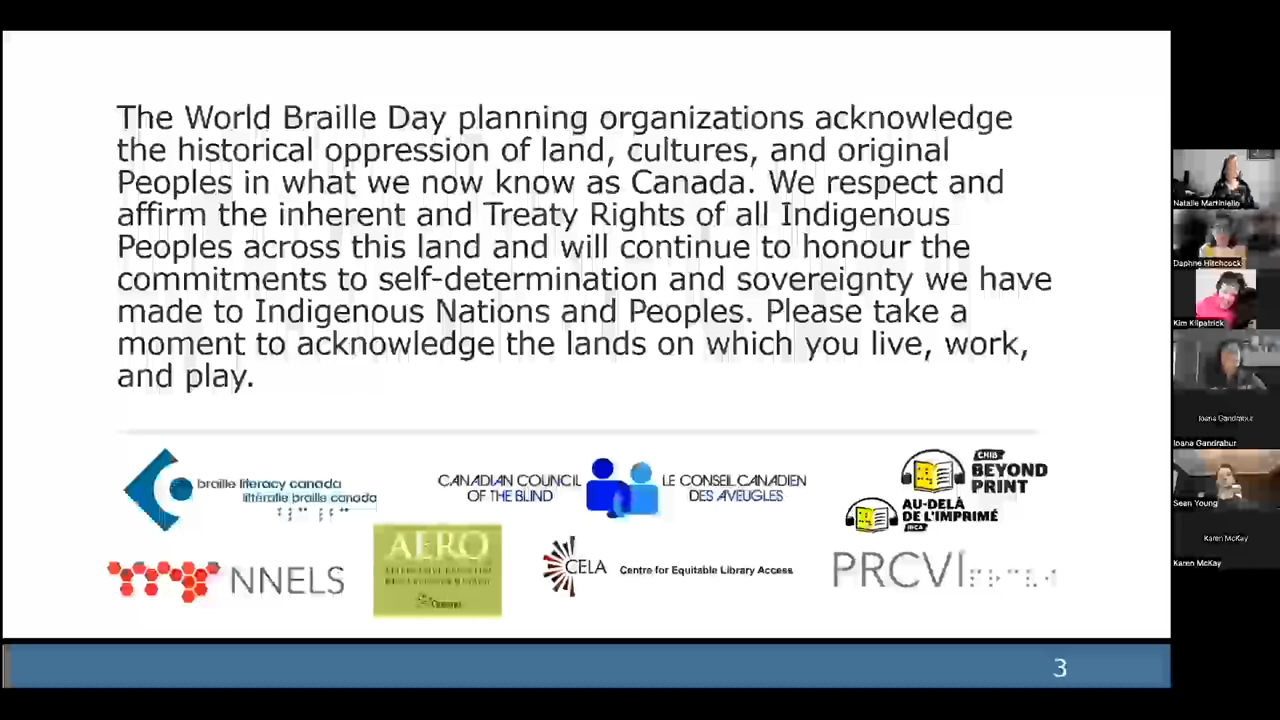 The World Braille Day planning organizations acknowledge
the historical oppression of land, cultures, and original
Peoples in what we now know as Canada. We respect and
affirm the inherent and Treaty Rights of all Indigenous
Peoples across this land and will continue to honour the
commitments to self-determination and sovereignty we have
made to Indigenous Nations and Peoples. Please take a
moment to acknowledge the lands on which you live, work,
and play.
braille literacy canada
littératie braille canada
CANADIAN COUNCIL
OF THE BLIND
LE CONSEIL CANADIEN
DES AVEUGLES
CNIB
BEYOND
PRINT
AU-DELÀ
DE L'IMPRIMÉ
INCA
NNELS
AERO
Ontario
CELA
Centre for Equitable Library Access
PRCVI
3
Natalie Martiniello
Daphne Hitchcock
Kim Kilpatrick
Ioana Gandrabur
Ioana Gandrabur
Sean Young
Karen McKay
Karen McKay